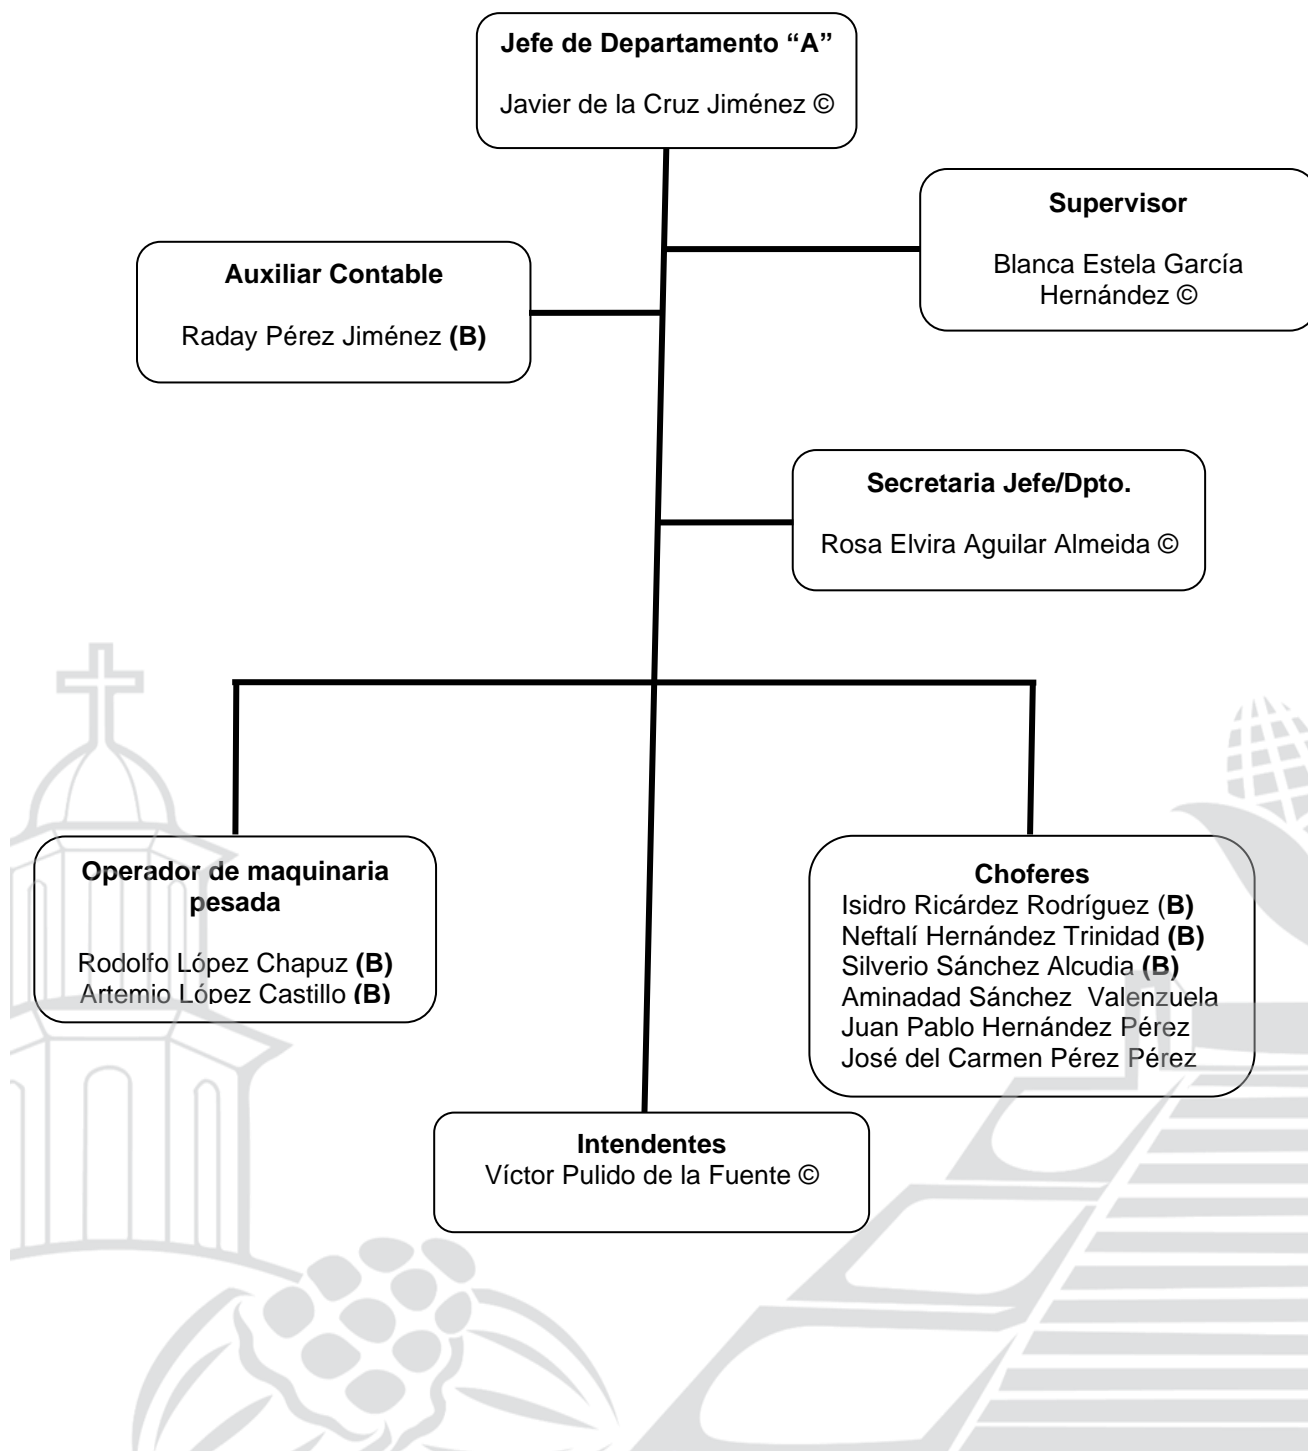 Jefe de Departamento “A”
Javier de la Cruz Jiménez ©
Supervisor
Blanca Estela García
Hernández ©
Auxiliar Contable
Raday Pérez Jiménez (B)
Secretaria Jefe/Dpto.
Rosa Elvira Aguilar Almeida ©
Operador de maquinaria
pesada
Rodolfo López Chapuz (B)
Artemio López Castillo (B)
Choferes
Isidro Ricárdez Rodríguez (B)
Neftalí Hernández Trinidad (B)
Silverio Sánchez Alcudia (B)
Aminadad Sánchez  Valenzuela
Juan Pablo Hernández Pérez
José del Carmen Pérez Pérez
Intendentes
Víctor Pulido de la Fuente ©